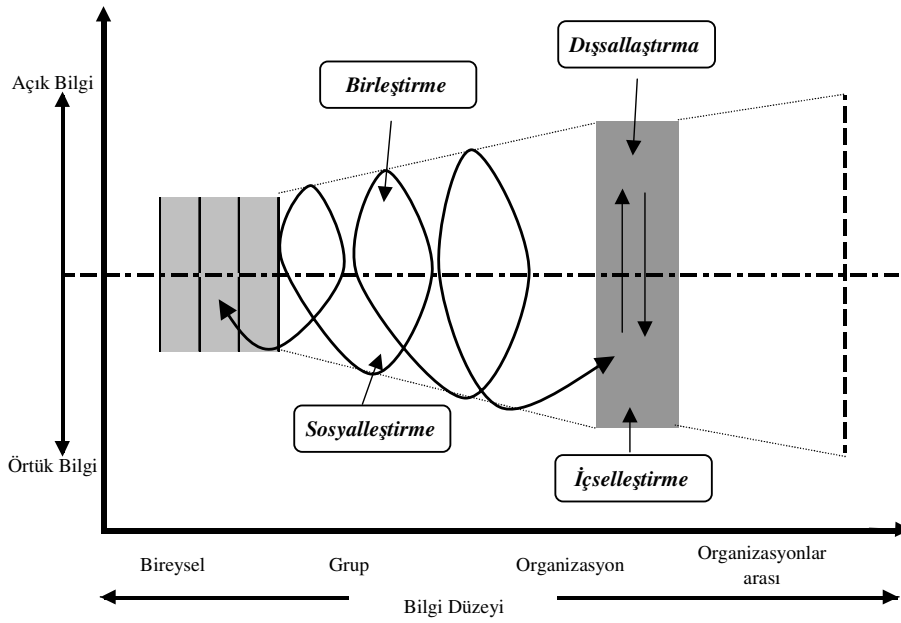 Dışsallaştırma
Açık Bilgi
Birleştirme
Sosyalleştirme
Örtük Bilgi
İçselleştirme
Bireysel
Grup
Organizasyon
Organizasyonlar
arası
Bilgi Düzeyi